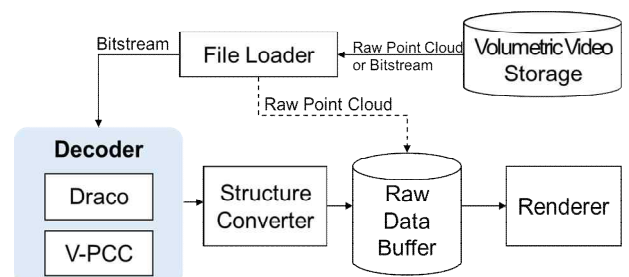 Bitstream
File Loader
Raw Point Cloud
or Bitstream
Volumetric Video
Storage
Raw Point Cloud
Decoder
Draco
V-PCC
Structure
Converter
Raw
Data
Buffer
Renderer